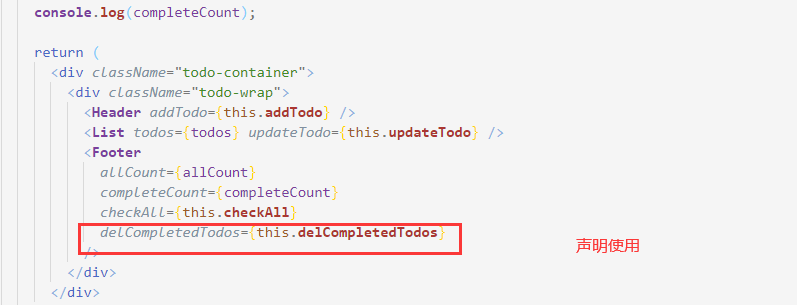 console.log(completeCount);
return (
<div className="todo-container">
<div className="todo-wrap">
<Header addTodo={this.addTodo} />
<List todos={todos} updateTodo={this.updateTodo} />
<Footer
allCount={allCount}
completeCount={completeCount}
checkAll={this.checkAll}
delCompletedTodos={this.delCompletedTodos}
声明使用
/>
</div>
</div>